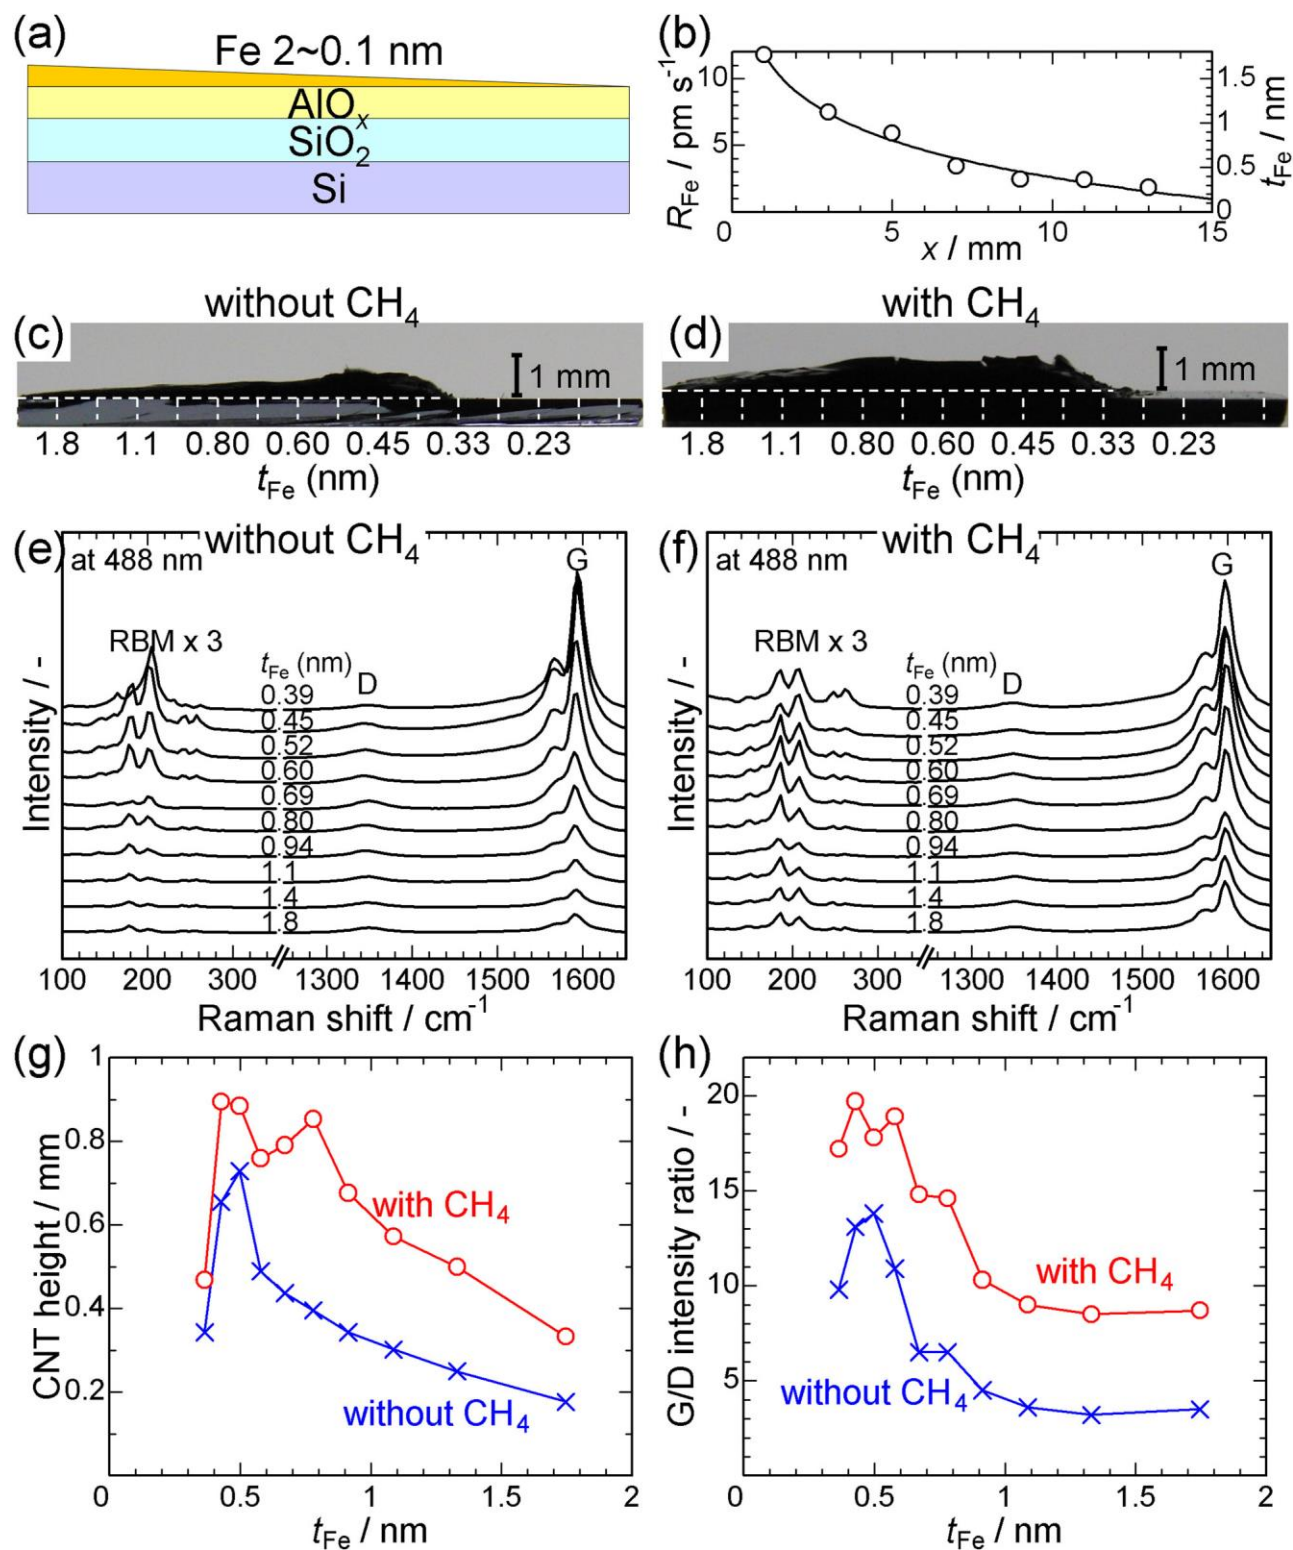 (a)
Fe 2~0.1 nm
AlOx
SiO2
Si
(b)
RFe / pm s-1
10
5
tFe / nm
1.5
1
0.5
0
0 5 10 15
x / mm
without CH4
(c)
1 mm
1.8 1.1 0.80 0.60 0.45 0.33 0.23
tFe (nm)
with CH4
(d)
1 mm
1.8 1.1 0.80 0.60 0.45 0.33 0.23
tFe (nm)
(e)
without CH4
at 488 nm
G
RBM x 3
tFe (nm)
D
0.39
0.45
0.52
0.60
0.69
0.80
0.94
1.1
1.4
1.8
Intensity / -
100 200 300 1300 1400 1500 1600
Raman shift / cm-1
(f)
with CH4
at 488 nm
G
RBM x 3
tFe (nm)
D
0.39
0.45
0.52
0.60
0.69
0.80
0.94
1.1
1.4
1.8
Intensity / -
100 200 300 1300 1400 1500 1600
Raman shift / cm-1
(g)
CNT height / mm
1
0.8
0.6
0.4
0.2
with CH4
without CH4
0 0.5 1 1.5 2
tFe / nm
(h)
G/D intensity ratio / -
20
15
10
5
with CH4
without CH4
0 0.5 1 1.5 2
tFe / nm